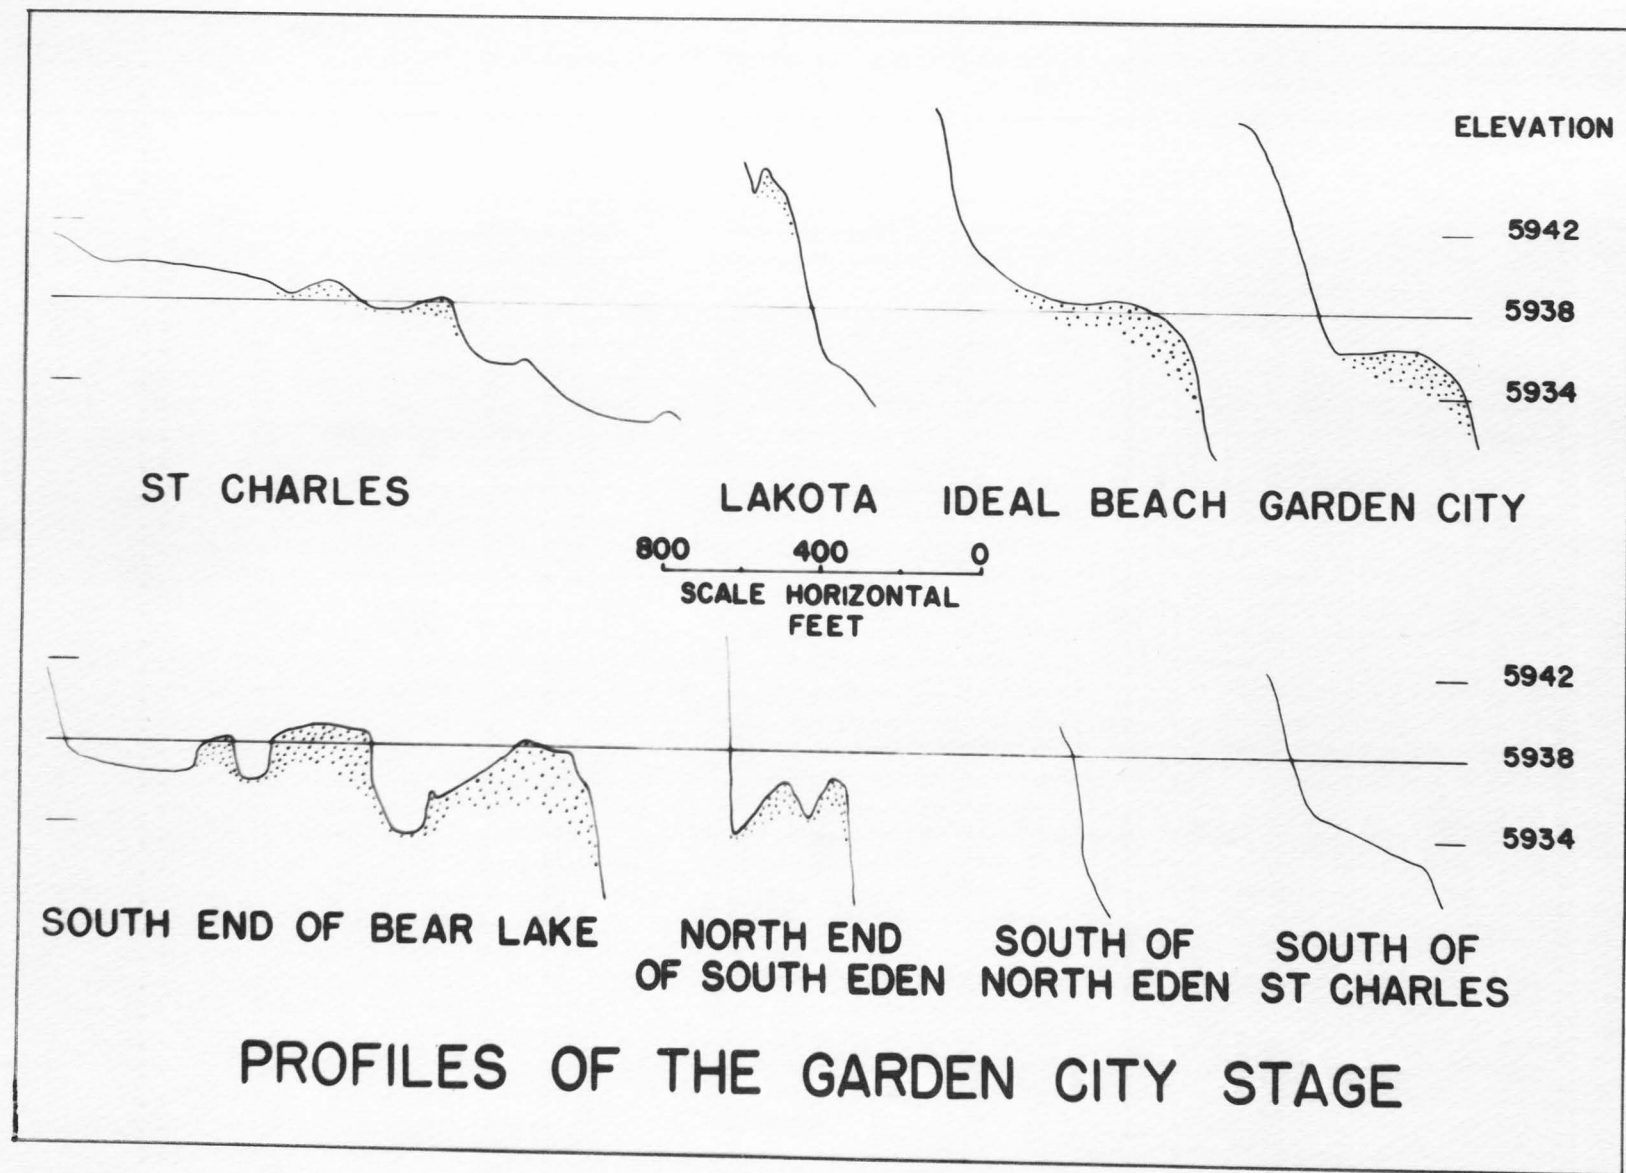 ELEVATION
5942
5938
5934
ST CHARLES
LAKOTA
IDEAL BEACH
GARDEN CITY
800 400 0
SCALE HORIZONTAL
FEET
5942
5938
5934
SOUTH END OF BEAR LAKE
NORTH END
OF SOUTH EDEN
SOUTH OF
NORTH EDEN
SOUTH OF
ST CHARLES
PROFILES OF THE GARDEN CITY STAGE